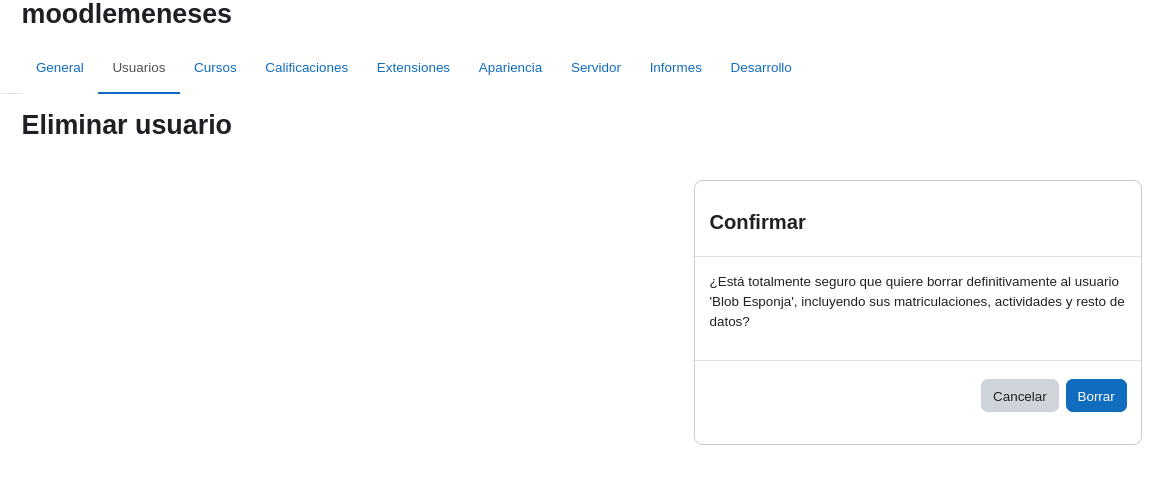 moodlemeneses
General Usuarios Cursos Calificaciones Extensiones Apariencia Servidor Informes Desarrollo
Eliminar usuario
Confirmar
¿Está totalmente seguro que quiere borrar definitivamente al usuario
'Blob Esponja', incluyendo sus matriculaciones, actividades y resto de
datos?
Cancelar Borrar